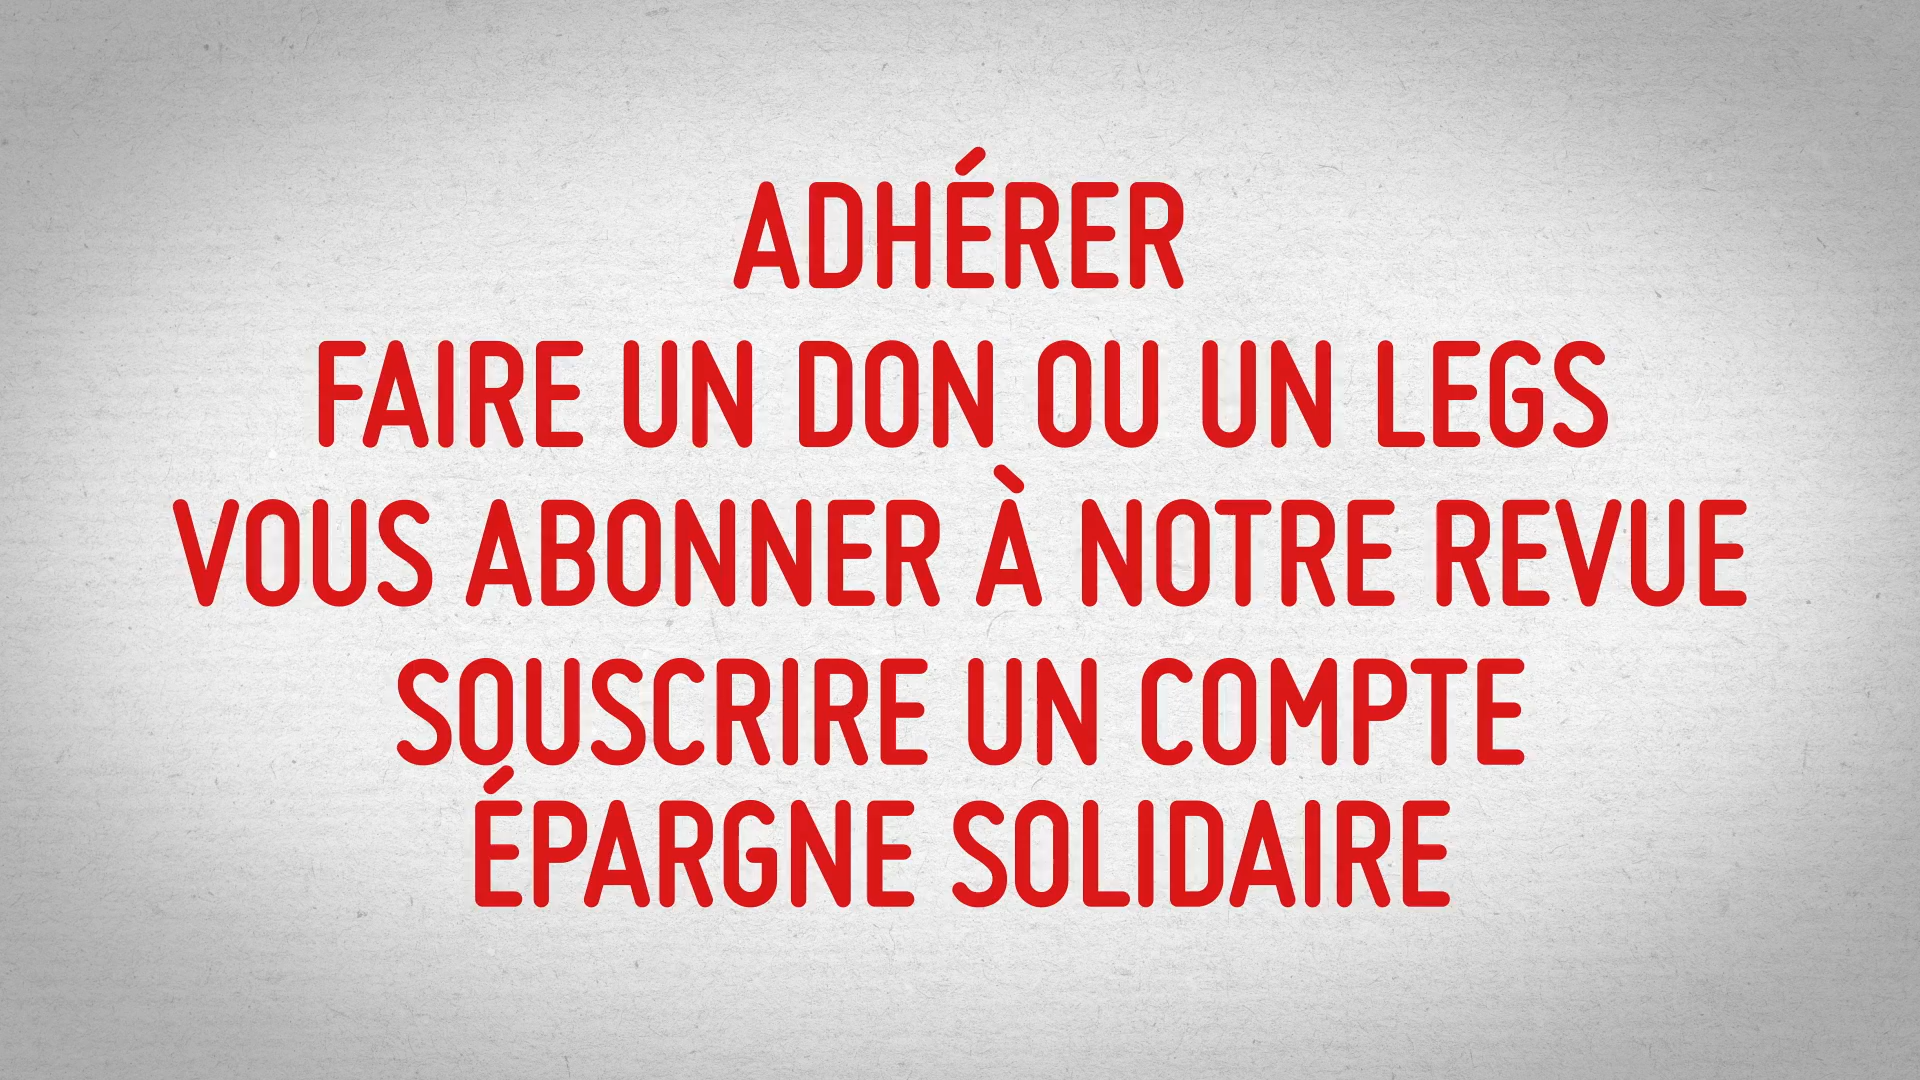 ADHÉRER
FAIRE UN DON OU UN LEGS
VOUS ABONNER À NOTRE REVUE
SOUSCRIRE UN COMPTE
ÉPARGNE SOLIDAIRE